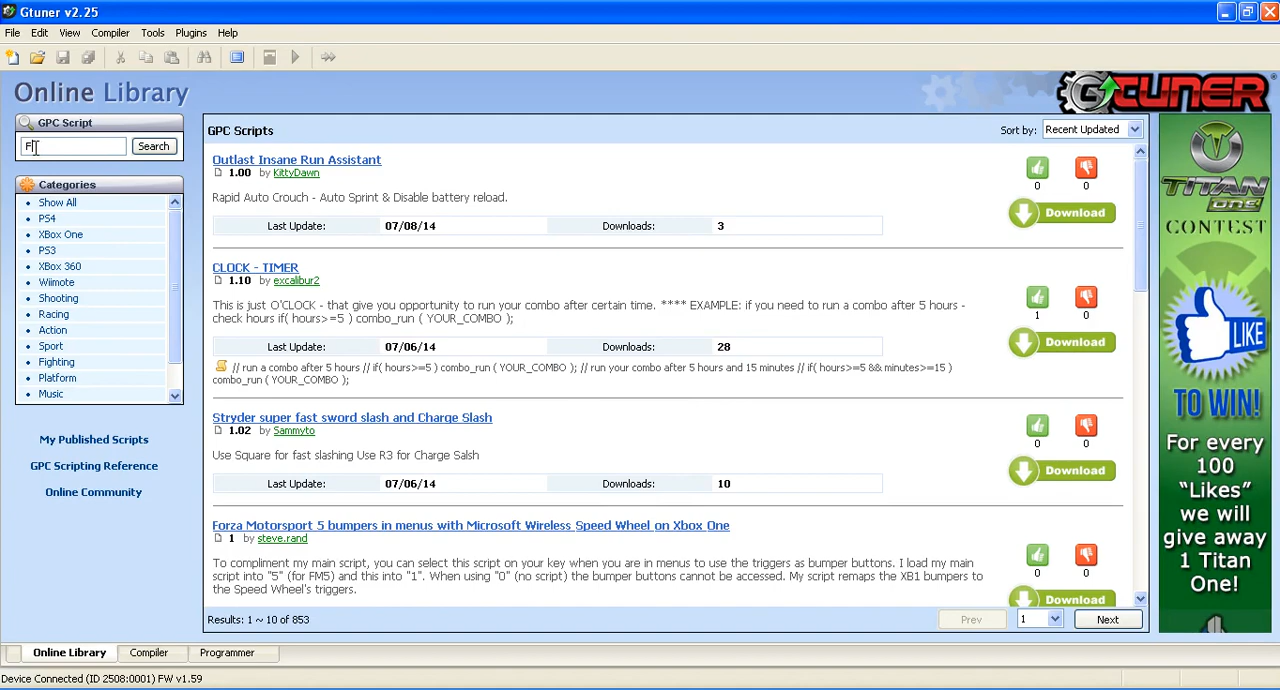 Gtuner v2.25
File Edit View Compiler Tools Plugins Help
Online Library
GTUNER
GPC Script
F
Search
Categories
Show All
PS4
XBox One
PS3
XBox 360
Wiimote
Shooting
Racing
Action
Sport
Fighting
Platform
Music
My Published Scripts
GPC Scripting Reference
Online Community
GPC Scripts
Sort by: Recent Updated
Outlast Insane Run Assistant
1.00 by KittyDawn
Rapid Auto Crouch - Auto Sprint & Disable battery reload.
Last Update: 07/08/14 Downloads: 3
0 0
Download
CLOCK - TIMER
1.10 by excalibur2
This is just O'CLOCK - that give you opportunity to run your combo after certain time. **** EXAMPLE: if you need to run a combo after 5 hours -
check hours if( hours>=5 ) combo_run ( YOUR_COMBO );
Last Update: 07/06/14 Downloads: 28
// run a combo after 5 hours // if( hours>=5 ) combo_run ( YOUR_COMBO ); // run your combo after 5 hours and 15 minutes // if( hours>=5 && minutes>=15 )
combo_run ( YOUR_COMBO );
1 0
Download
Stryder super fast sword slash and Charge Slash
1.02 by Sammyto
Use Square for fast slashing Use R3 for Charge Salsh
Last Update: 07/06/14 Downloads: 10
0 0
Download
Forza Motorsport 5 bumpers in menus with Microsoft Wireless Speed Wheel on Xbox One
1 by steve.rand
To compliment my main script, you can select this script on your key when you are in menus to use the triggers as bumper buttons. I load my main
script into "5" (for FM5) and this into "1". When using "0" (no script) the bumper buttons cannot be accessed. My script remaps the XB1 bumpers to
the Speed Wheel's triggers.
0 0
Download
Results: 1 ~ 10 of 853
Prev 1 Next
TITAN
ONE
CONTEST
LIKE
TO WIN!
For every
100
"Likes"
we will
give away
1 Titan
One!
Online Library Compiler Programmer
Device Connected (ID 2508:0001) FW v1.59